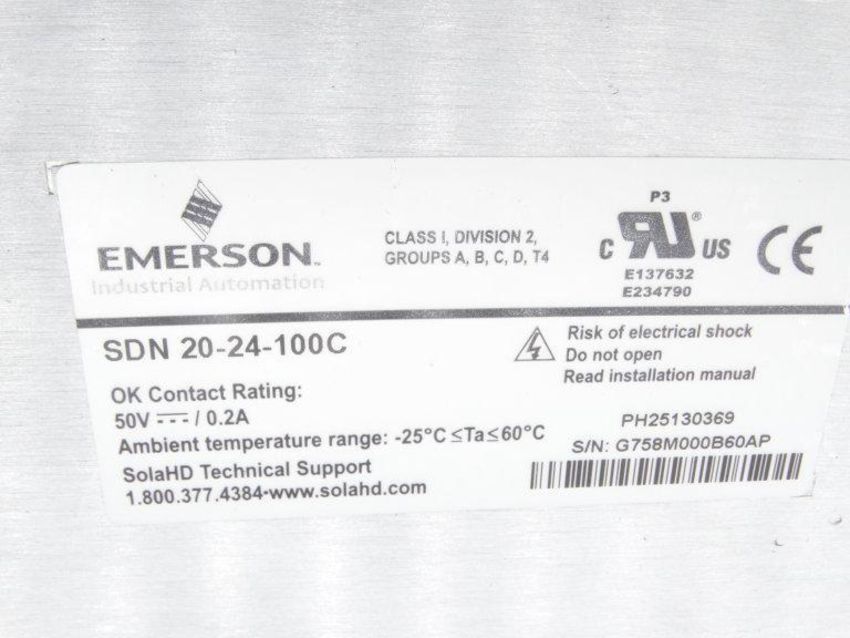 EMERSON™
Industrial Automation
CLASS I, DIVISION 2,
GROUPS A, B, C, D, T4
P3
C RU® US CE
E137632
E234790
SDN 20-24-100C
Risk of electrical shock
Do not open
Read installation manual
OK Contact Rating:
50V ⎓ / 0.2A
Ambient temperature range: -25°C ≤Ta≤60°C
SolaHD Technical Support
1.800.377.4384-www.solahd.com
PH25130369
S/N: G758M000B60AP